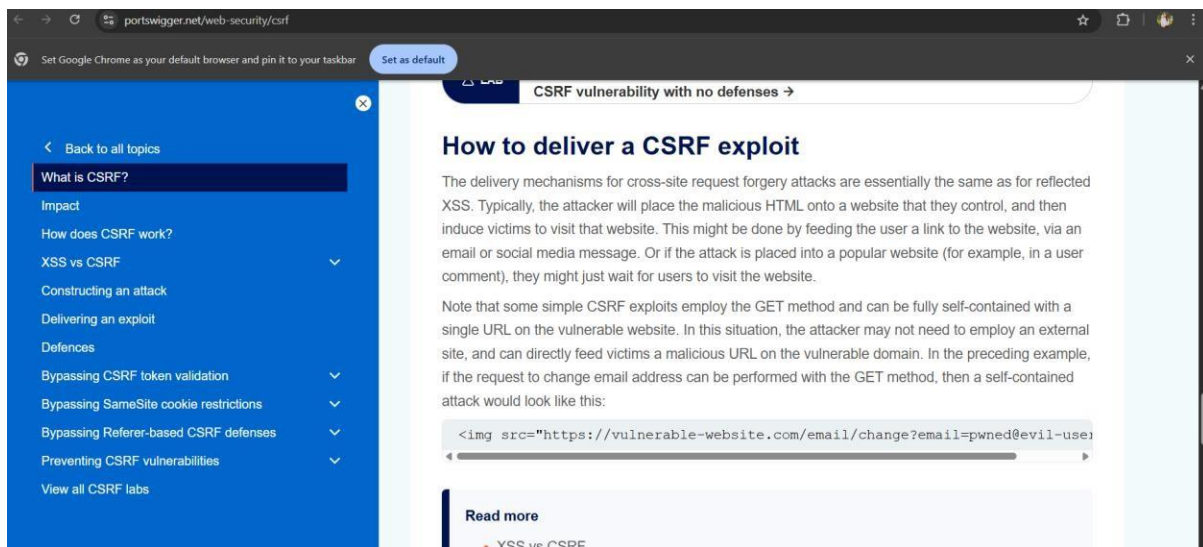 portswigger.net/web-security/csrf
Set Google Chrome as your default browser and pin it to your taskbar
Set as default
Back to all topics
What is CSRF?
Impact
How does CSRF work?
XSS vs CSRF
Constructing an attack
Delivering an exploit
Defences
Bypassing CSRF token validation
Bypassing SameSite cookie restrictions
Bypassing Referer-based CSRF defenses
Preventing CSRF vulnerabilities
View all CSRF labs
LAB
CSRF vulnerability with no defenses →
How to deliver a CSRF exploit
The delivery mechanisms for cross-site request forgery attacks are essentially the same as for reflected
XSS. Typically, the attacker will place the malicious HTML onto a website that they control, and then
induce victims to visit that website. This might be done by feeding the user a link to the website, via an
email or social media message. Or if the attack is placed into a popular website (for example, in a user
comment), they might just wait for users to visit the website.
Note that some simple CSRF exploits employ the GET method and can be fully self-contained with a
single URL on the vulnerable website. In this situation, the attacker may not need to employ an external
site, and can directly feed victims a malicious URL on the vulnerable domain. In the preceding example,
if the request to change email address can be performed with the GET method, then a self-contained
attack would look like this:
<img src="https://vulnerable-website.com/email/change?email=pwned@evil-user
Read more
XSS vs CSRF